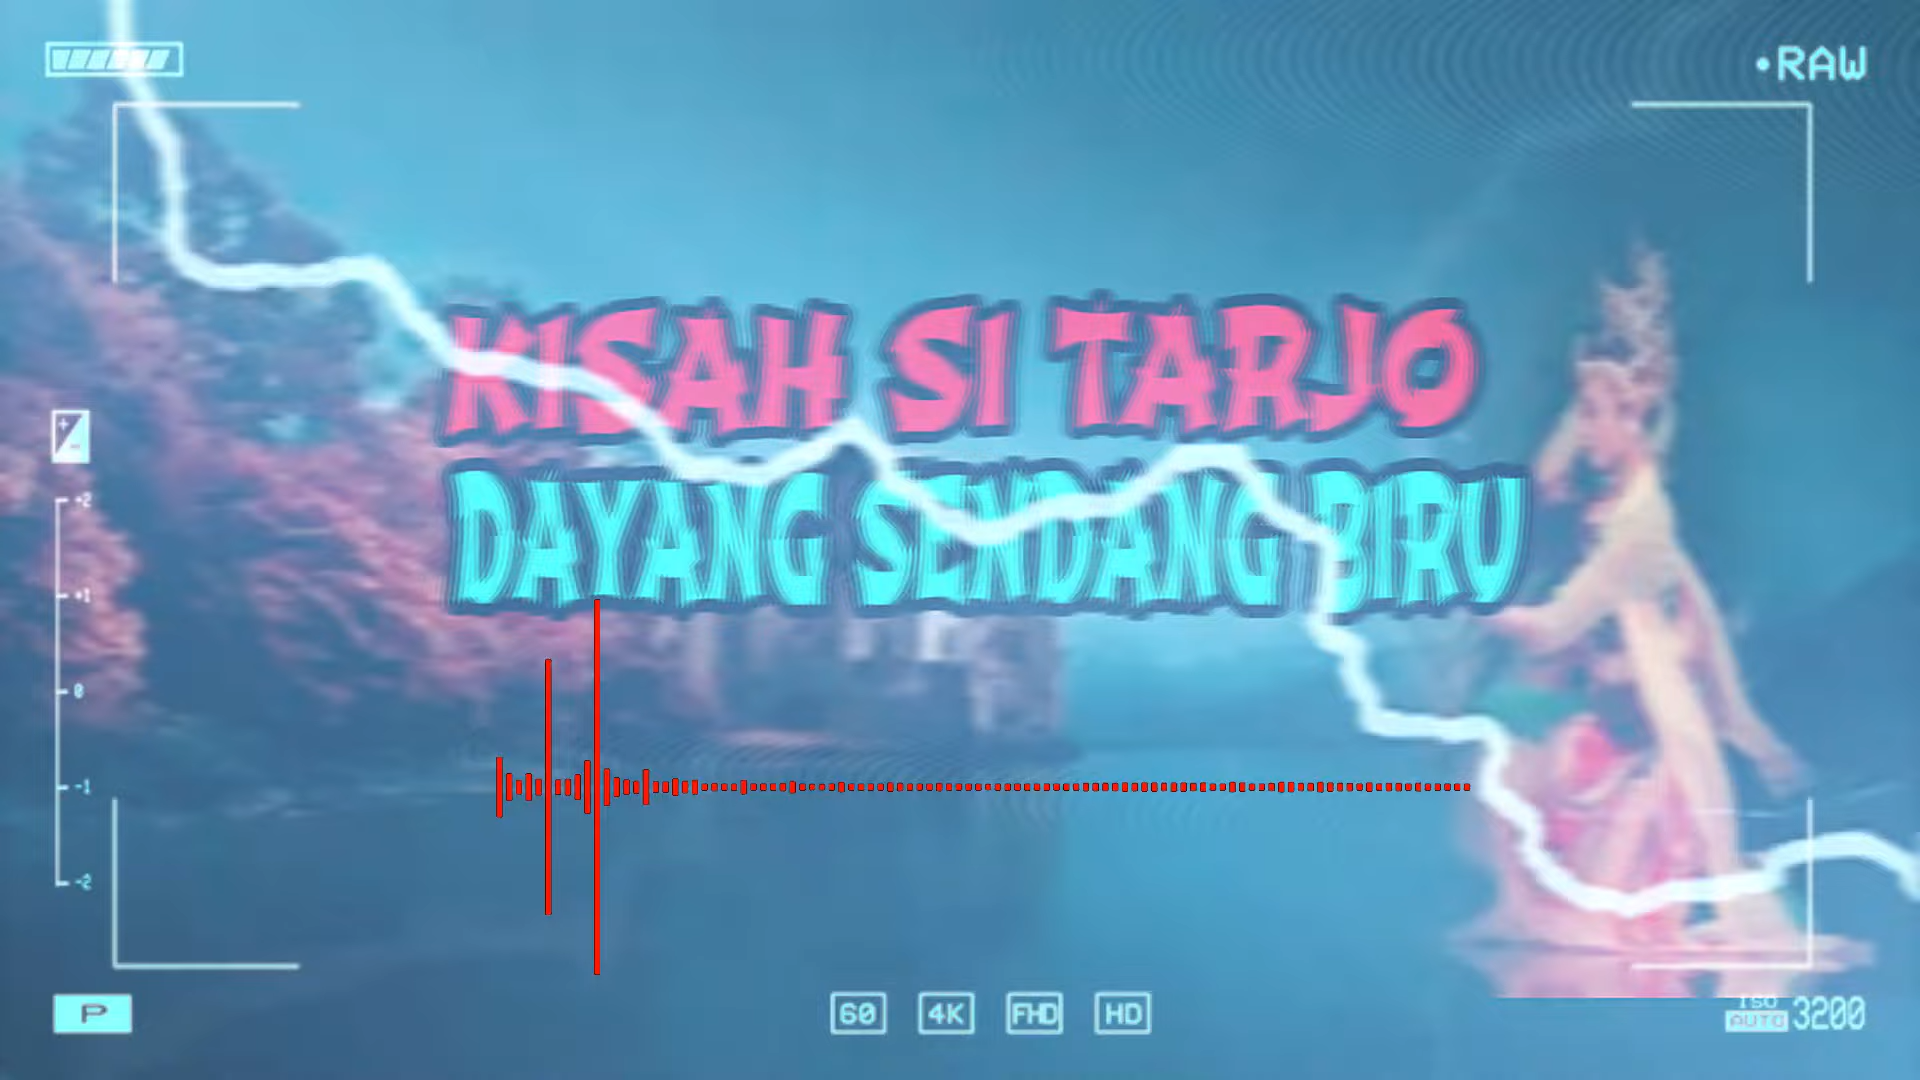 •RAW
KISAH SI TARJO
DAYANG SENDANG BIRU
+2
+1
0
-1
-2
P
60 4K FHD HD
ISO
AUTO 3200